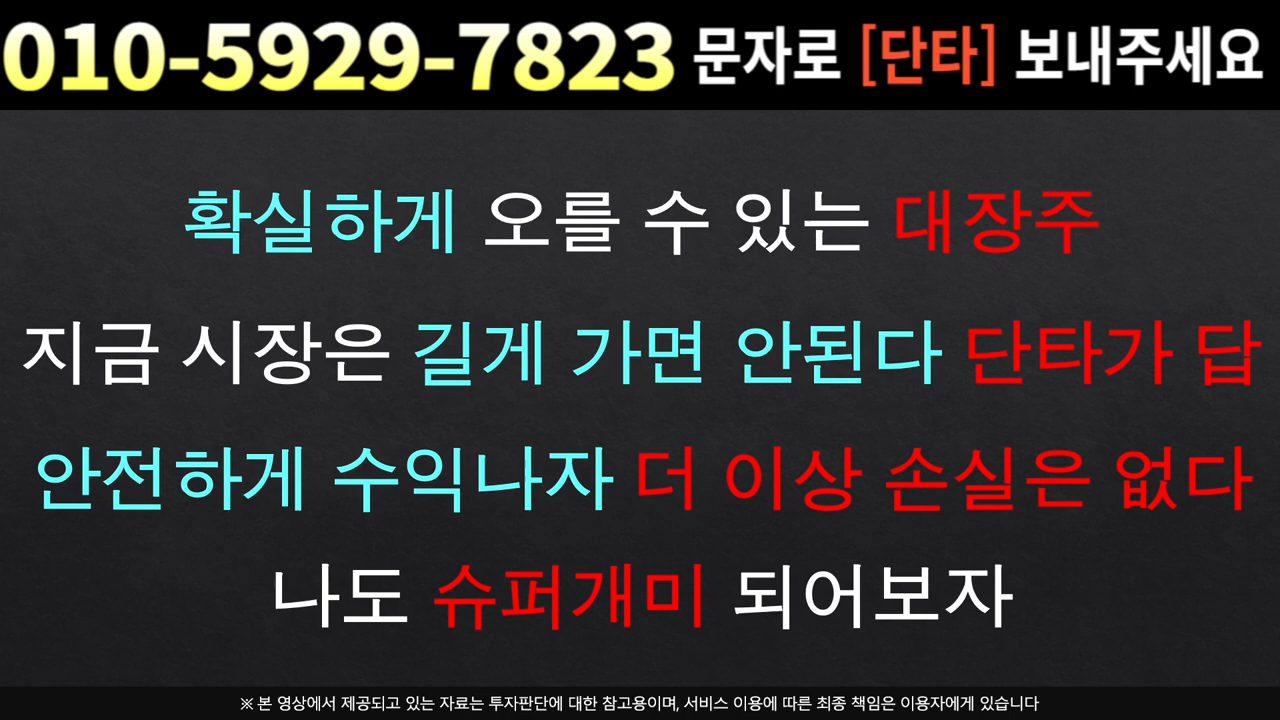 010-5929-7823 문자로 [단타] 보내주세요
확실하게 오를 수 있는 대장주
지금 시장은 길게 가면 안된다 단타가 답
안전하게 수익나자 더 이상 손실은 없다
나도 슈퍼개미 되어보자
※ 본 영상에서 제공되고 있는 자료는 투자판단에 대한 참고용이며, 서비스 이용에 따른 최종 책임은 이용자에게 있습니다